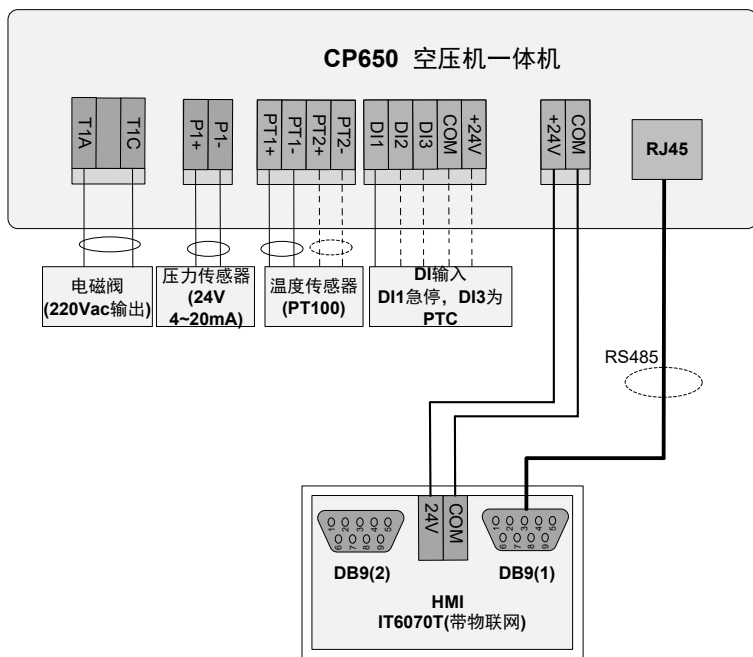 CP650 空压机一体机
T1A
T1C
P1+
P1-
PT1+
PT1-
PT2+
PT2-
DI1
DI2
DI3
COM
+24V
+24V
COM
RJ45
电磁阀
(220Vac输出)
压力传感器
(24V
4~20mA)
温度传感器
(PT100)
DI输入
DI1急停，DI3为
PTC
RS485
24V
COM
1
2
3
4
5
6
7
8
9
DB9(2)
1
2
3
4
5
6
7
8
9
DB9(1)
HMI
IT6070T(带物联网)